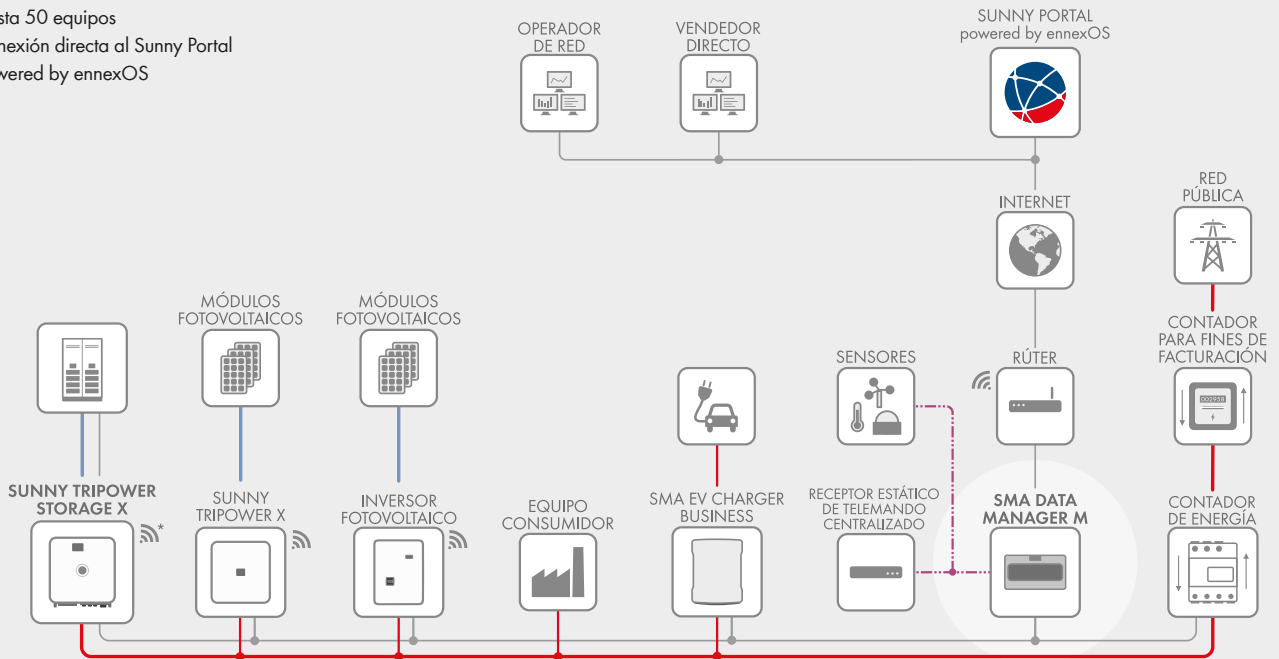 sta 50 equipos
nexión directa al Sunny Portal
wered by ennexOS
OPERADOR
DE RED
VENDEDOR
DIRECTO
SUNNY PORTAL
powered by ennexOS
INTERNET
RED
PÚBLICA
MÓDULOS
FOTOVOLTAICOS
MÓDULOS
FOTOVOLTAICOS
SENSORES
RÚTER
CONTADOR
PARA FINES DE
FACTURACIÓN
002938
SUNNY TRIPOWER
STORAGE X
*
SUNNY
TRIPOWER X
INVERSOR
FOTOVOLTAICO
EQUIPO
CONSUMIDOR
SMA EV CHARGER
BUSINESS
RECEPTOR ESTÁTICO
DE TELEMANDO
CENTRALIZADO
SMA DATA
MANAGER M
CONTADOR
DE ENERGÍA